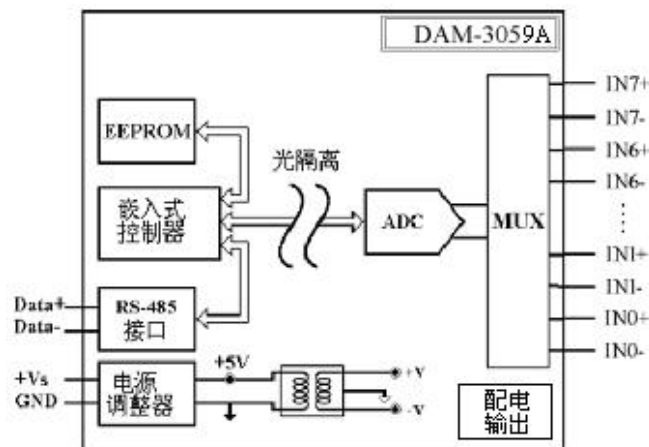 DAM-3059A
EEPROM
光隔离
嵌入式
控制器
ADC
MUX
IN7+
IN7-
IN6+
IN6-
IN1+
IN1-
IN0+
IN0-
Data+
Data-
RS-485
接口
+Vs
GND
电源
调整器
+5V
+V
-V
配电
输出